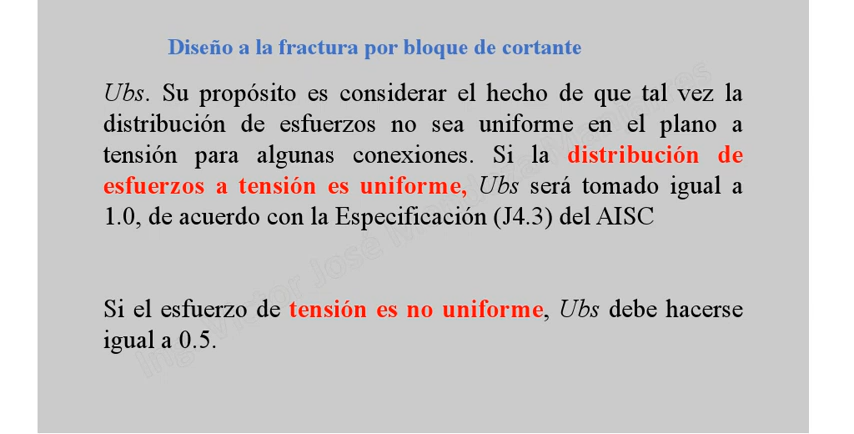 Diseño a la fractura por bloque de cortante
Ubs. Su propósito es considerar el hecho de que tal vez la
distribución de esfuerzos no sea uniforme en el plano a
tensión para algunas conexiones. Si la distribución de
esfuerzos a tensión es uniforme, Ubs será tomado igual a
1.0, de acuerdo con la Especificación (J4.3) del AISC
Si el esfuerzo de tensión es no uniforme, Ubs debe hacerse
igual a 0.5.